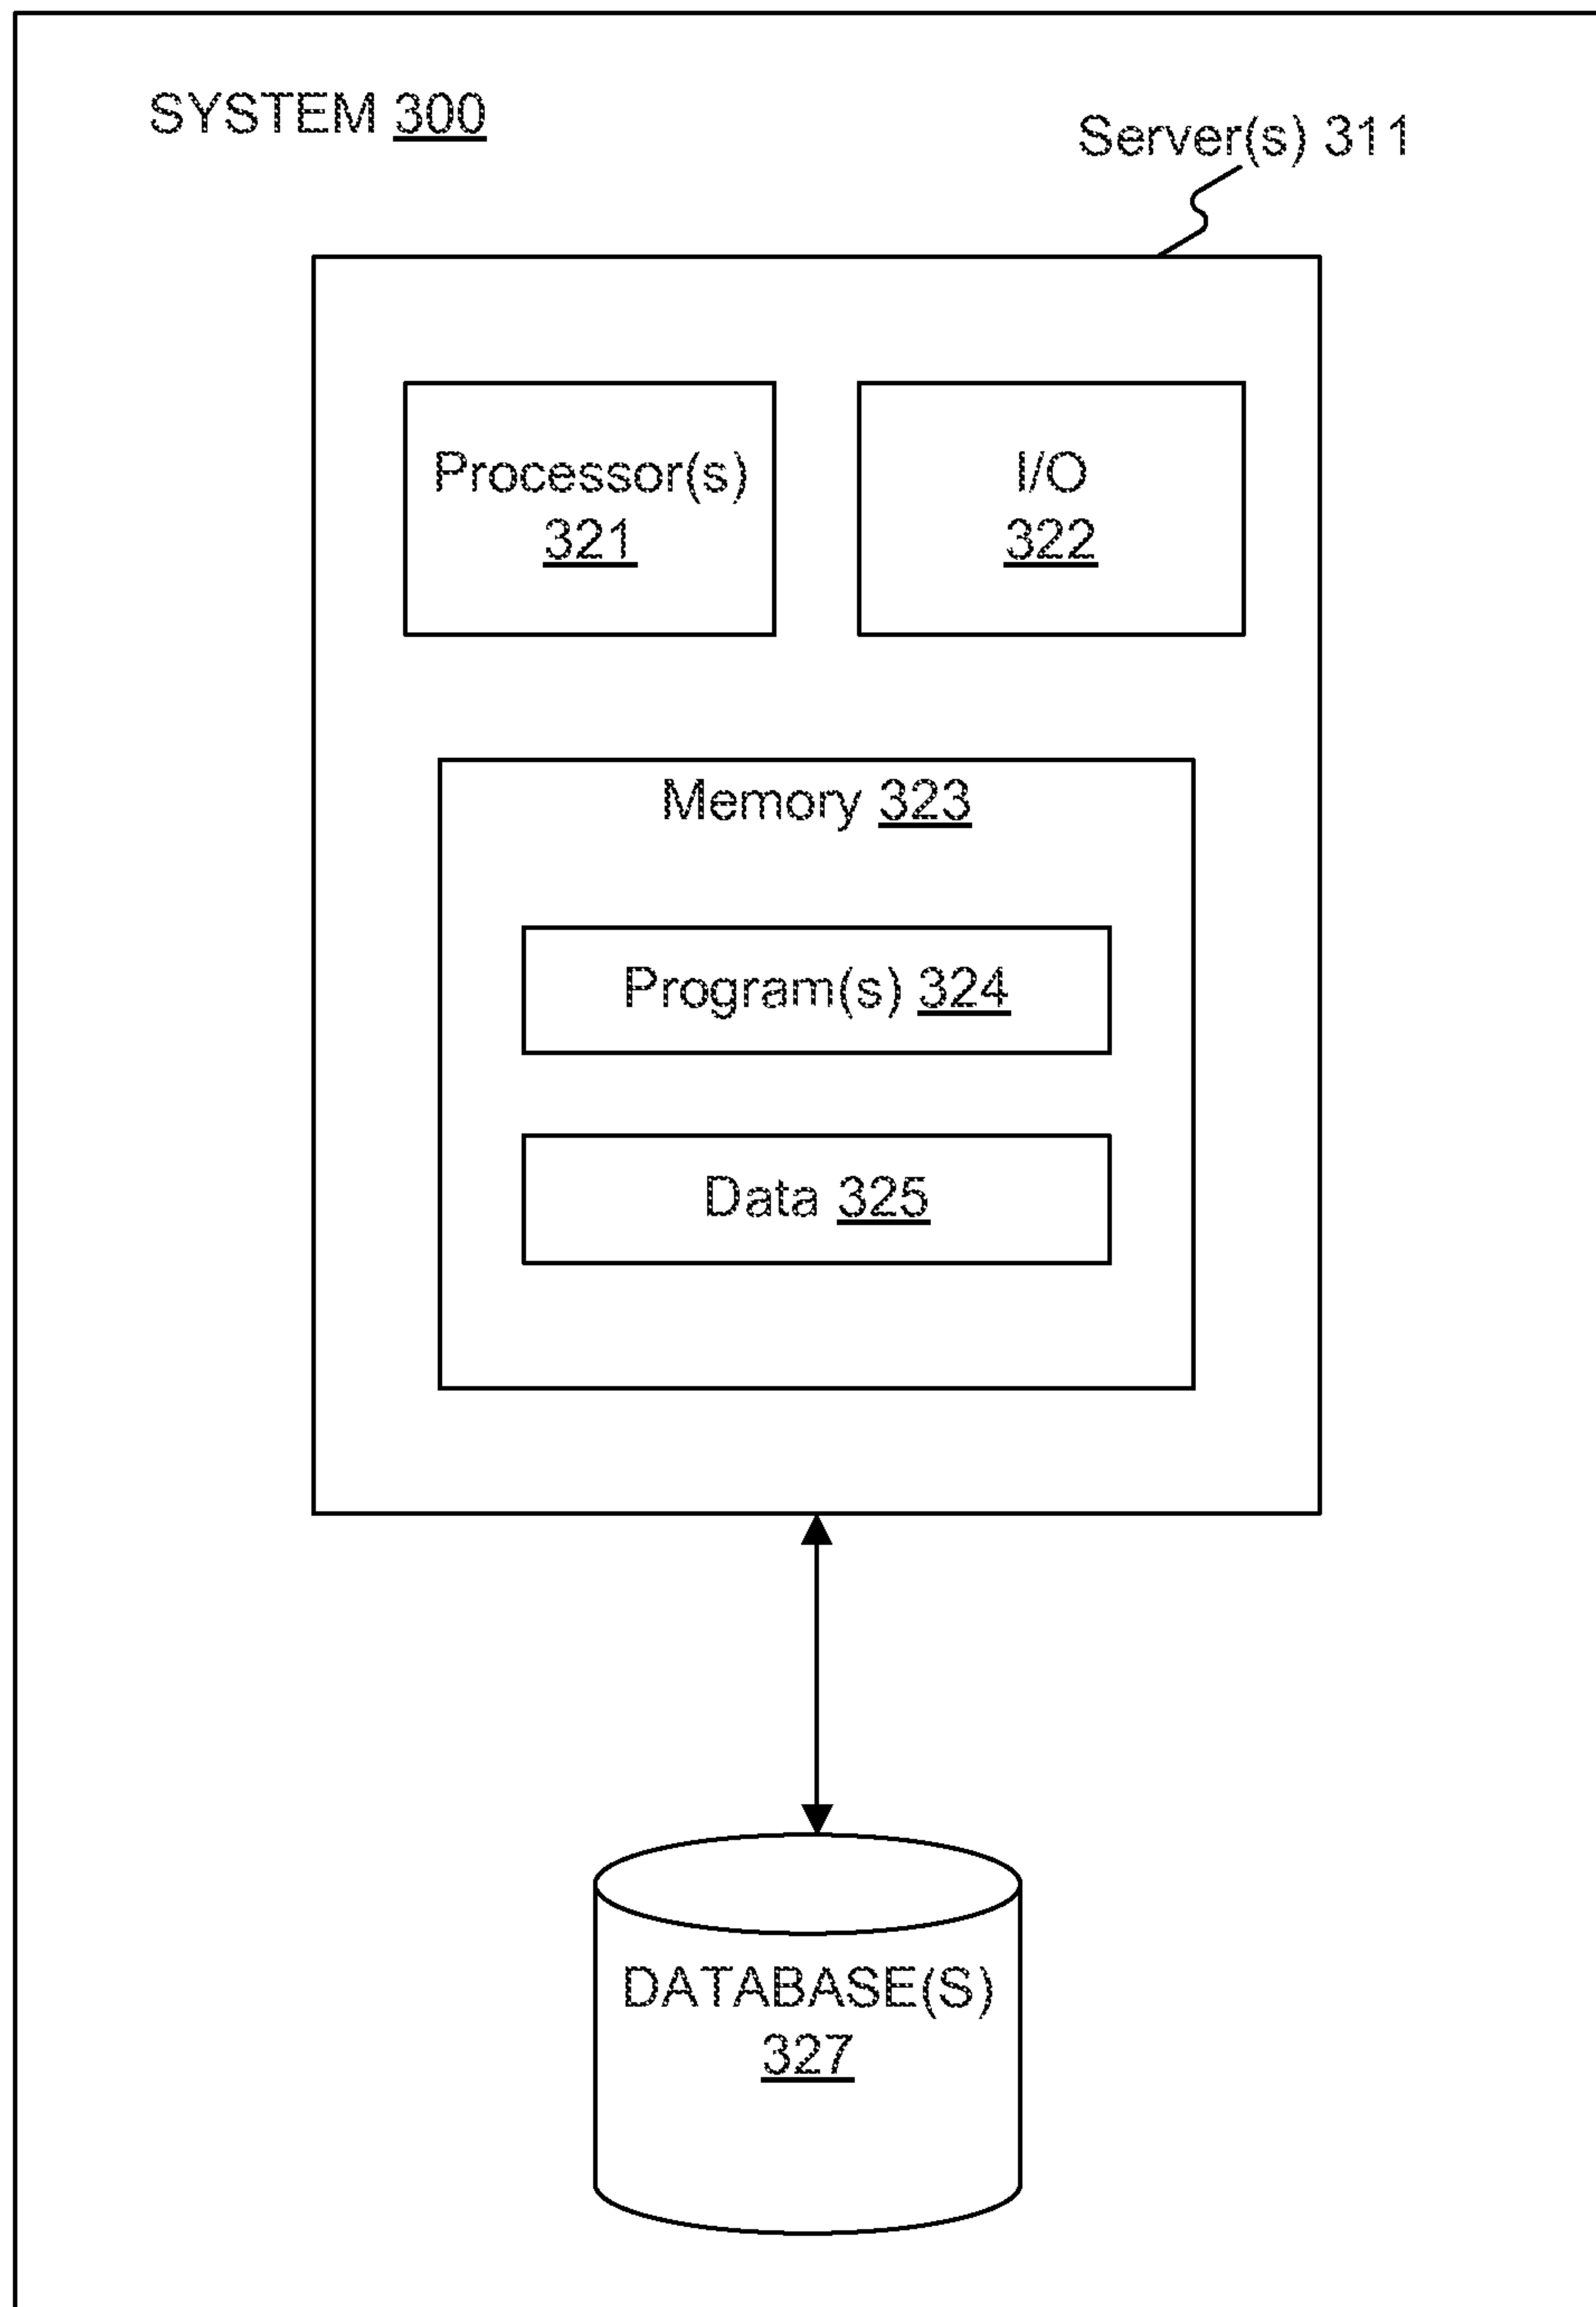 SYSTEM 300
Server(s) 311
Processor(s)
321
I/O
322
Memory 323
Program(s) 324
Data 325
DATABASE(S)
327